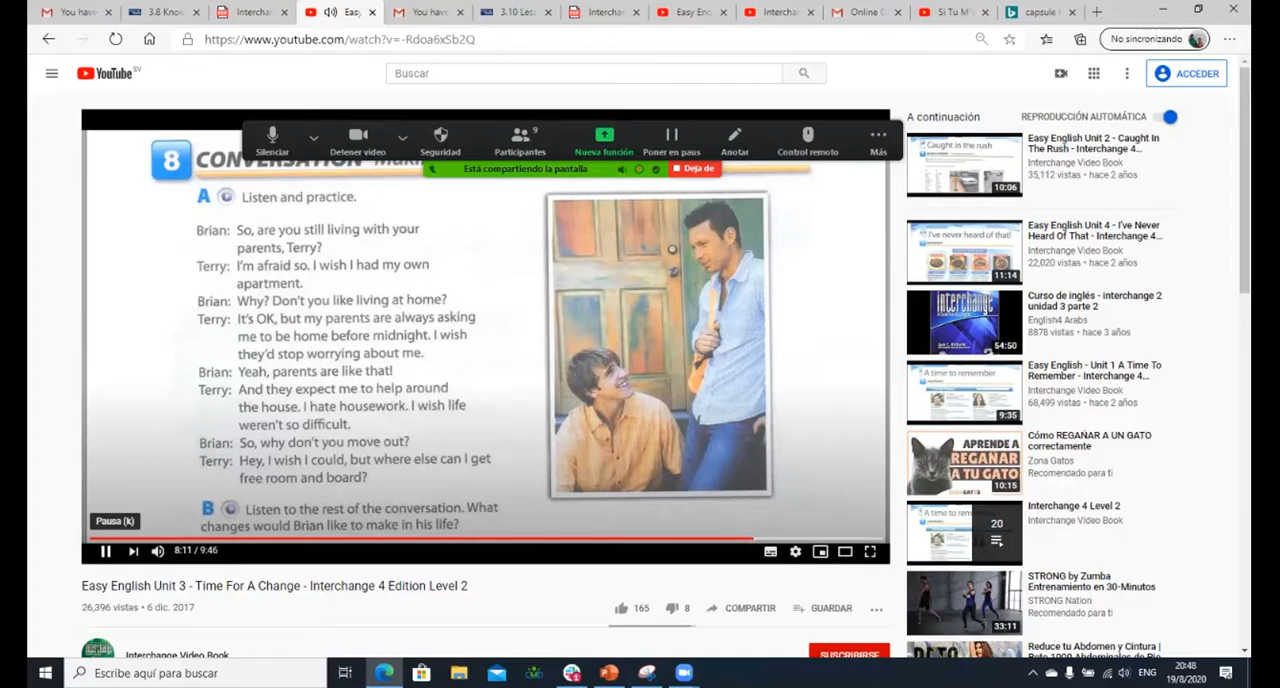 You have
3.8 Know
Intercha
Easy
You have
3.10 Less
Interchar
Easy Eng
Interchar
Online C
Si Tu M'A
capsule
https://www.youtube.com/watch?v=-Rdoa6xSb2Q
No sincronizando
YouTube SV
Buscar
ACCEDER
Silenciar
Detener video
Seguridad
Participantes
9
Nueva función
Poner en paus
Anotar
Control remoto
Más
Está compartiendo la pantalla
Deja de
8 CONVERSATION
A Listen and practice.
Brian: So, are you still living with your
parents, Terry?
Terry: I'm afraid so. I wish I had my own
apartment.
Brian: Why? Don't you like living at home?
Terry: It's OK, but my parents are always asking
me to be home before midnight. I wish
they'd stop worrying about me.
Brian: Yeah, parents are like that!
Terry: And they expect me to help around
the house. I hate housework. I wish life
weren't so difficult.
Brian: So, why don't you move out?
Terry: Hey, I wish I could, but where else can I get
free room and board?
B Listen to the rest of the conversation. What
changes would Brian like to make in his life?
Pausa (k)
8:11 / 9:46
Easy English Unit 3 - Time For A Change - Interchange 4 Edition Level 2
26,396 vistas • 6 dic. 2017
165
8
COMPARTIR
GUARDAR
Interchange Video Book
SUSCRIBIRSE
A continuación
REPRODUCCIÓN AUTOMÁTICA
Caught in the rush
10:06
Easy English Unit 2 - Caught In
The Rush - Interchange 4...
Interchange Video Book
35,112 vistas • hace 2 años
I've never heard of that!
11:14
Easy English Unit 4 - I've Never
Heard Of That - Interchange 4...
Interchange Video Book
22,020 vistas • hace 2 años
interchange
54:50
Curso de inglés - interchange 2
unidad 3 parte 2
English4 Arabs
8878 vistas • hace 3 años
A time to remember
9:35
Easy English - Unit 1 A Time To
Remember - Interchange 4...
Interchange Video Book
68,499 vistas • hace 2 años
APRENDE A
REGAÑAR
A TU GATO
10:15
Cómo REGAÑAR A UN GATO
correctamente
Zona Gatos
Recomendado para ti
A time to rem
20
Interchange 4 Level 2
Interchange Video Book
33:11
STRONG by Zumba
Entrenamiento en 30-Minutos
STRONG Nation
Recomendado para ti
Reduce tu Abdomen y Cintura |
Escribe aquí para buscar
ENG
20:48
19/8/2020